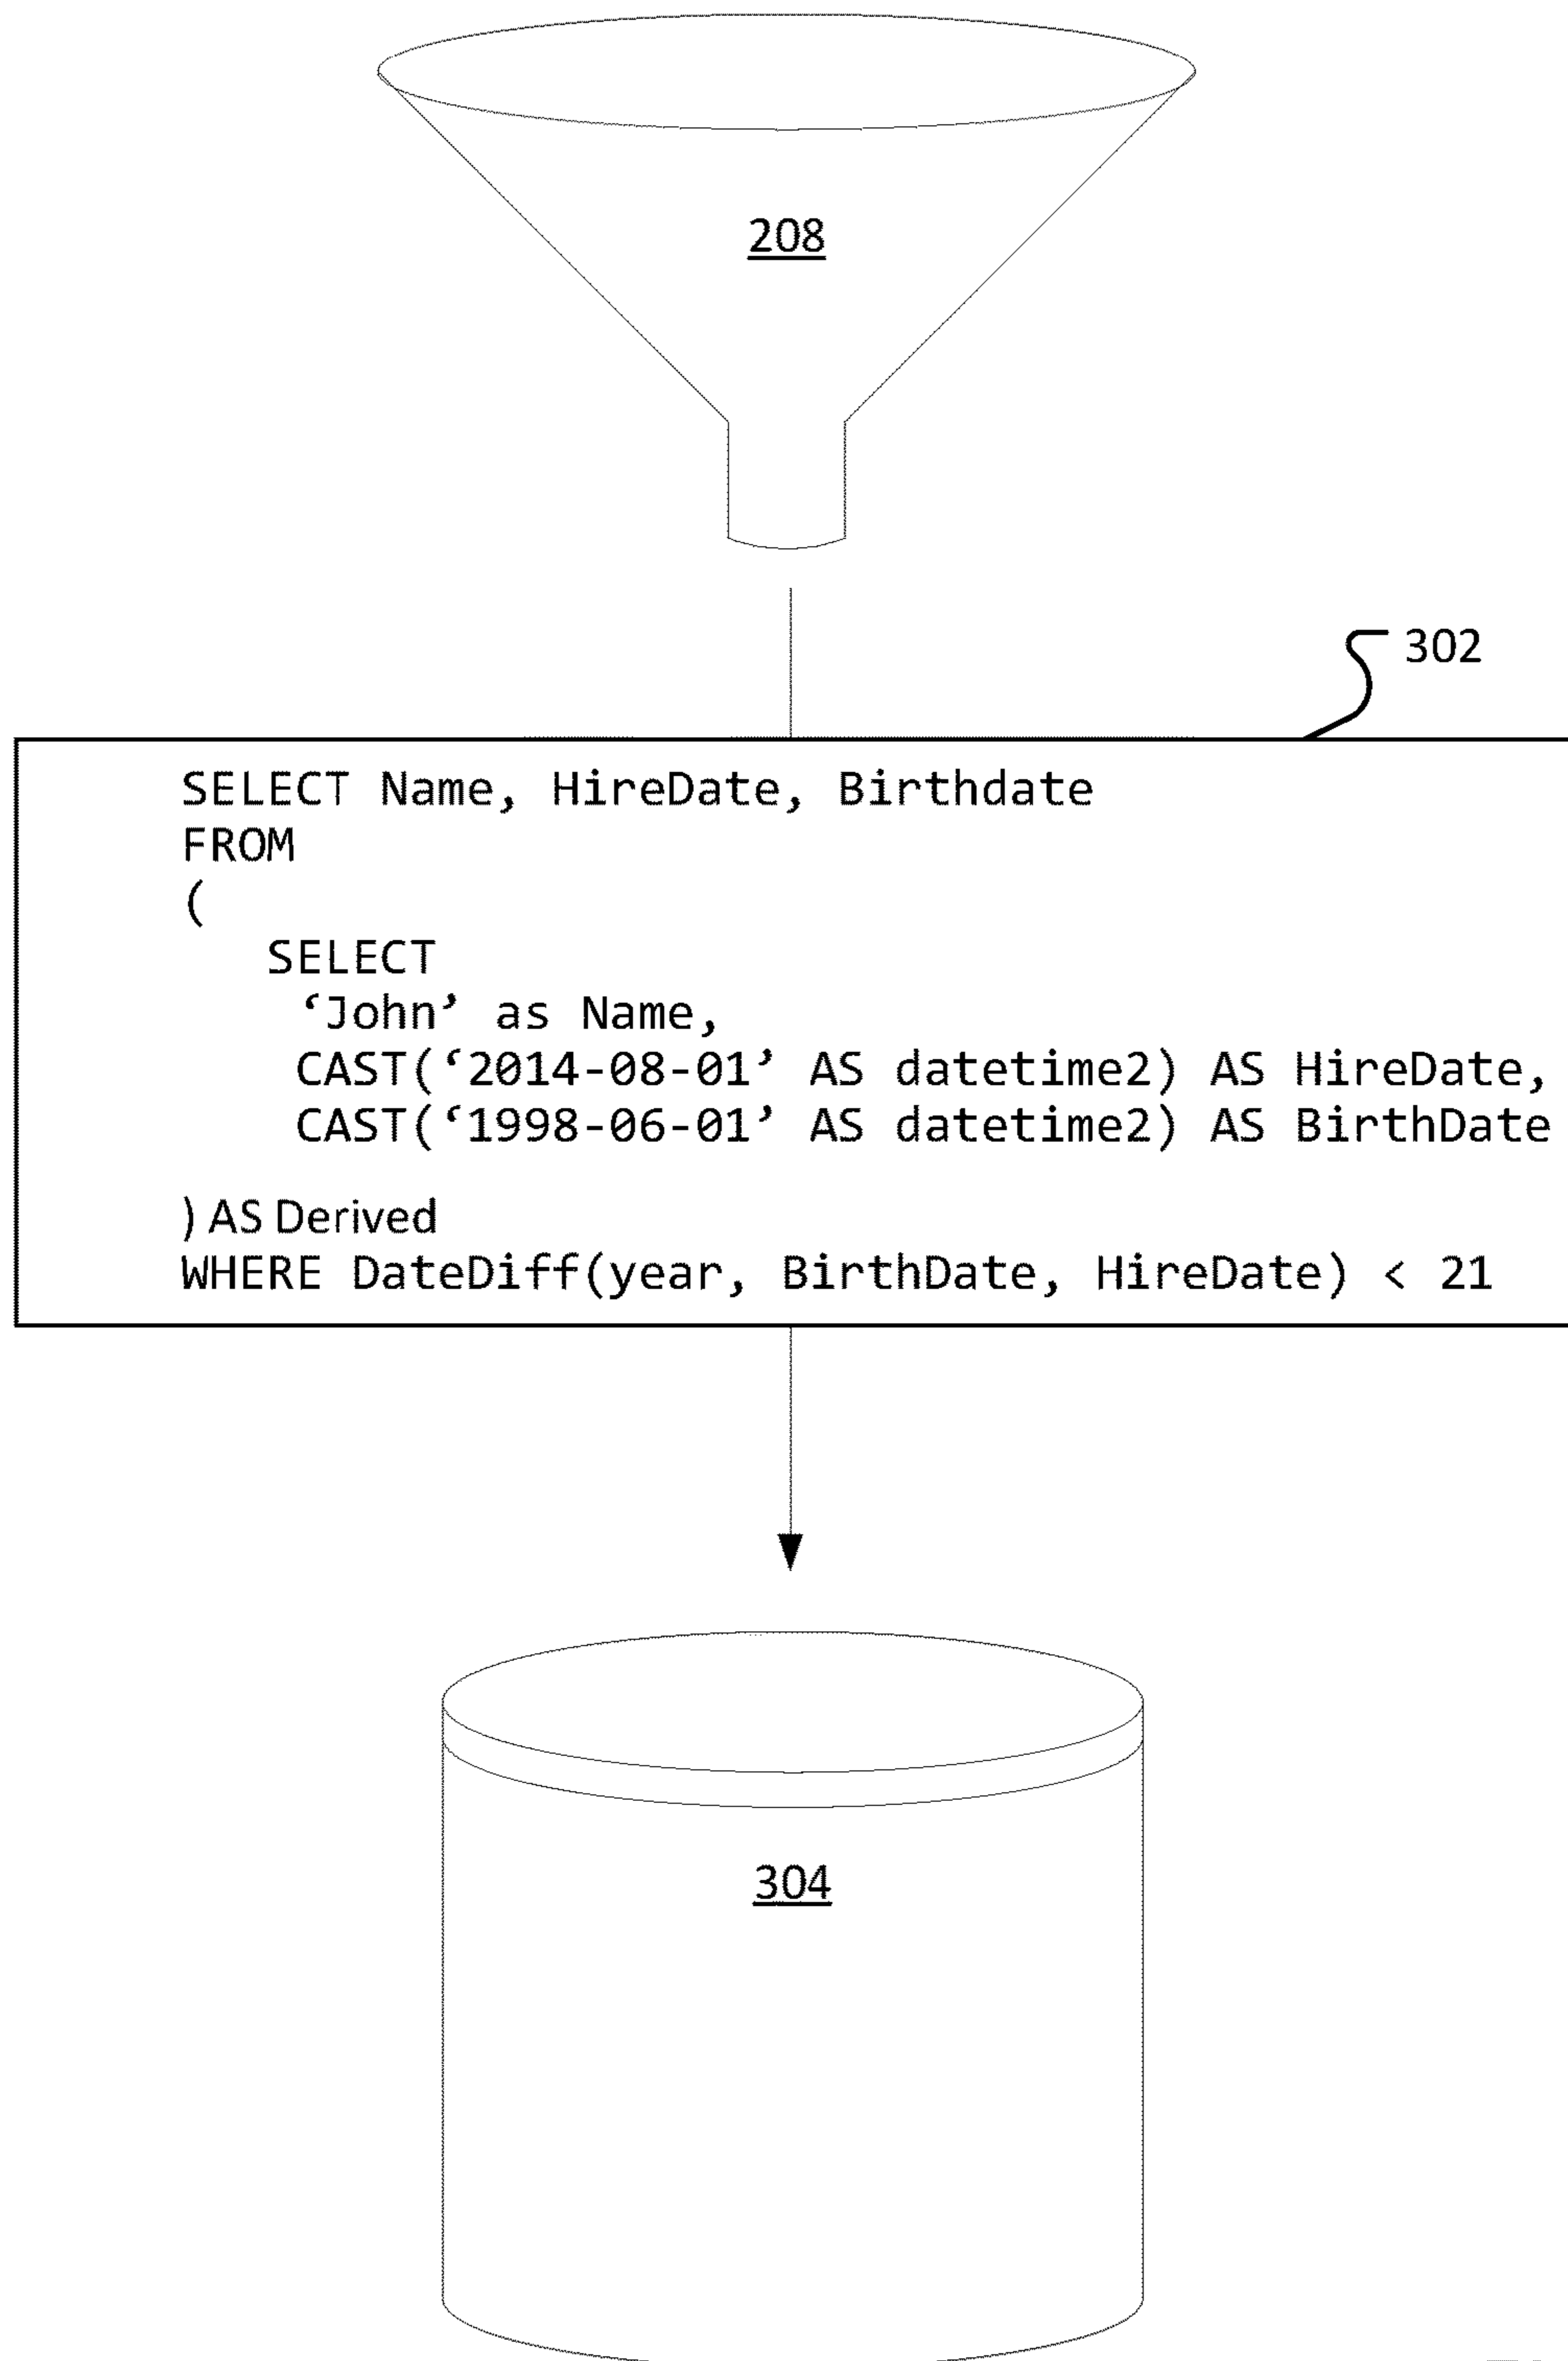 208
302
SELECT Name, HireDate, Birthdate
FROM
(
SELECT
‘John’ as Name,
CAST(‘2014-08-01’ AS datetime2) AS HireDate,
CAST(‘1998-06-01’ AS datetime2) AS BirthDate
) AS Derived
WHERE DateDiff(year, BirthDate, HireDate) < 21
304